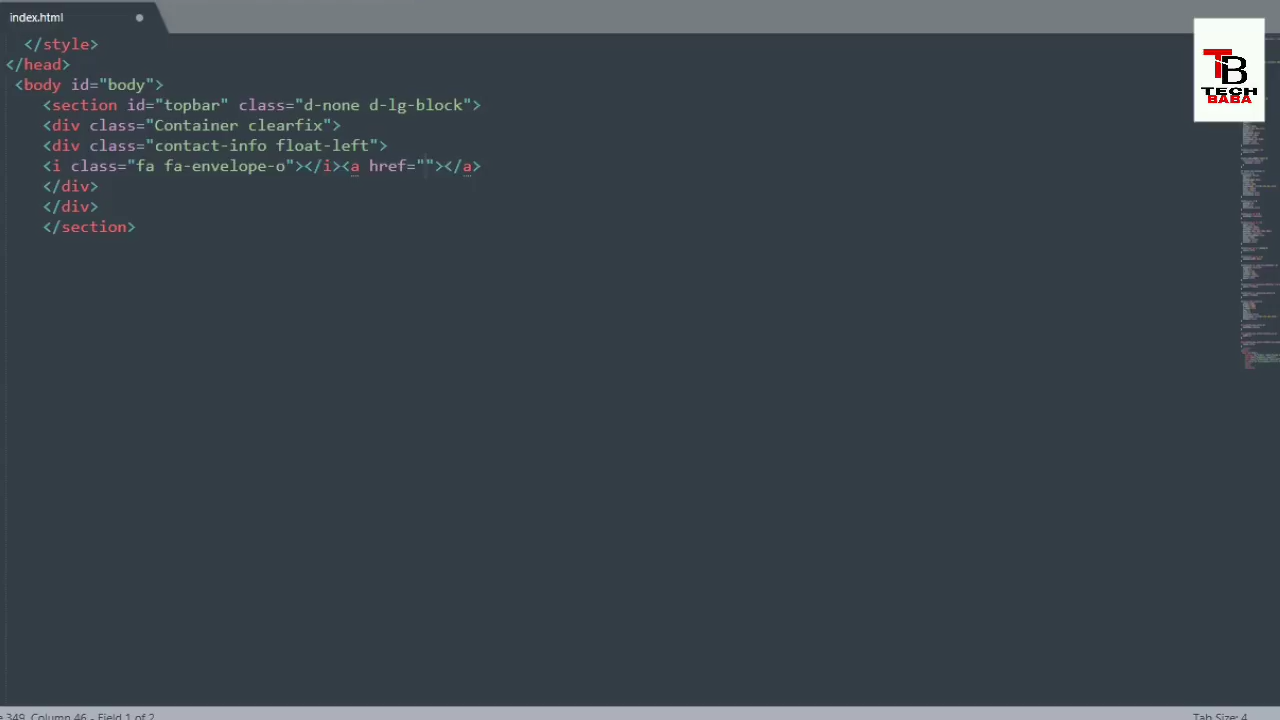 index.html
</style>
</head>
<body id="body">
<section id="topbar" class="d-none d-lg-block">
<div class="Container clearfix">
<div class="contact-info float-left">
<i class="fa fa-envelope-o"></i><a href=""></a>
</div>
</div>
</section>
TB
TECH
BABA
349, Column 46 - Field 1 of 2
Tab Size: 4